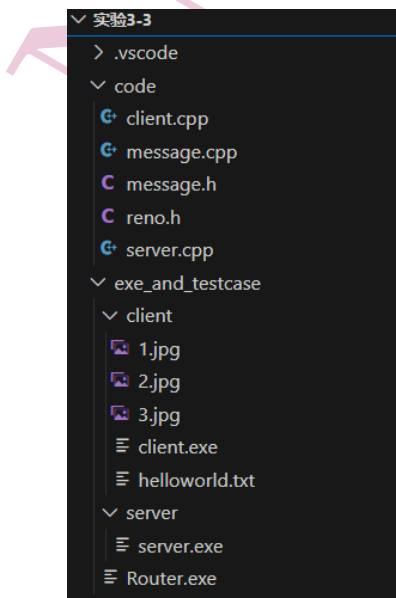 实验3-3
.vscode
code
client.cpp
message.cpp
C message.h
C reno.h
server.cpp
exe_and_testcase
client
1.jpg
2.jpg
3.jpg
client.exe
helloworld.txt
server
server.exe
Router.exe